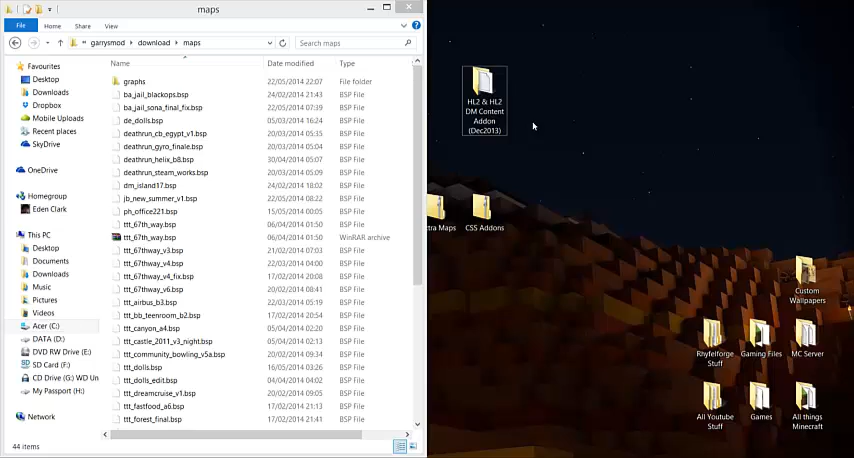 maps
File
Home
Share
View
garrysmod
download
maps
Search maps
Name
Date modified
Type
Favourites
Desktop
Downloads
Dropbox
Mobile Uploads
Recent places
SkyDrive
OneDrive
Homegroup
Eden Clark
This PC
Desktop
Documents
Downloads
Music
Pictures
Videos
Acer (C:)
DATA (D:)
DVD RW Drive (E:)
SD Card (F:)
CD Drive (G:) WD Un
My Passport (H:)
Network
graphs 22/05/2014 22:07 File folder
ba_jail_blackops.bsp 24/02/2014 21:43 BSP File
ba_jail_sona_final_fix.bsp 22/05/2014 07:39 BSP File
de_dolls.bsp 05/03/2014 16:24 BSP File
deathrun_cb_egypt_v1.bsp 20/03/2014 05:35 BSP File
deathrun_gyro_finale.bsp 20/03/2014 05:04 BSP File
deathrun_helix_b8.bsp 30/04/2014 05:07 BSP File
deathrun_steam_works.bsp 20/03/2014 05:09 BSP File
dm_island17.bsp 24/02/2014 18:02 BSP File
jb_new_summer_v1.bsp 22/05/2014 08:22 BSP File
ph_office221.bsp 15/05/2014 00:05 BSP File
ttt_67th_way.bsp 06/04/2014 01:50 BSP File
ttt_67th_way.bsp 06/04/2014 01:50 WinRAR archive
ttt_67thway_v3.bsp 21/02/2014 07:03 BSP File
ttt_67thway_v4.bsp 22/03/2014 04:00 BSP File
ttt_67thway_v4_fix.bsp 17/02/2014 20:08 BSP File
ttt_67thway_v6.bsp 20/02/2014 08:41 BSP File
ttt_airbus_b3.bsp 22/03/2014 05:19 BSP File
ttt_bb_teenroom_b2.bsp 17/02/2014 20:54 BSP File
ttt_canyon_a4.bsp 05/04/2014 02:20 BSP File
ttt_castle_2011_v3_night.bsp 05/04/2014 02:13 BSP File
ttt_community_bowling_v5a.bsp 20/02/2014 09:34 BSP File
ttt_dolls.bsp 16/05/2014 03:26 BSP File
ttt_dolls_edit.bsp 04/04/2014 04:02 BSP File
ttt_dreamcruise_v1.bsp 20/02/2014 09:05 BSP File
ttt_fastfood_a6.bsp 17/02/2014 21:13 BSP File
ttt_forest_final.bsp 17/02/2014 21:41 BSP File
44 items
HL2 & HL2
DM Content
Addon
(Dec2013)
tra Maps
CSS Addons
Custom
Wallpapers
Rhyfelforge
Stuff
Gaming Files
MC Server
All Youtube
Stuff
Games
All things
Minecraft